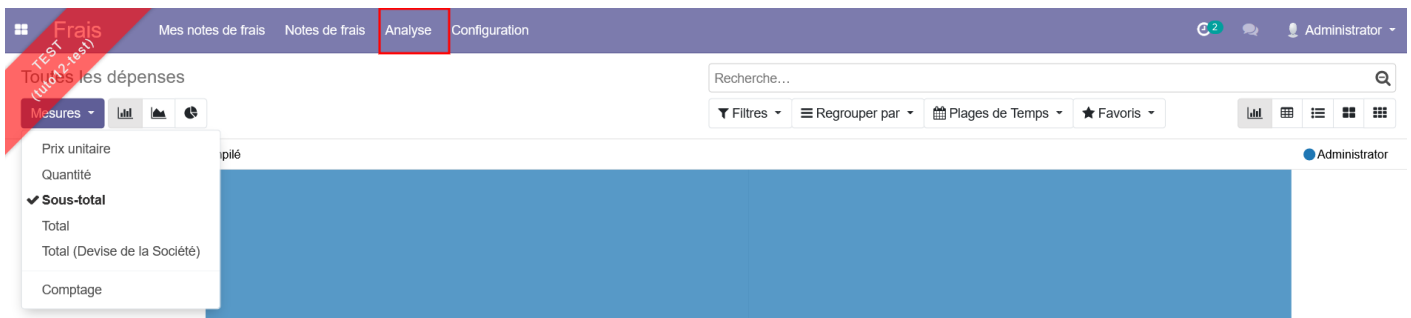 Frais Mes notes de frais Notes de frais Analyse Configuration 2 Administrator
TEST
(tuto12-test)
Toutes les dépenses
Recherche...
Mesures Filtres Regrouper par Plages de Temps Favoris
Prix unitaire
Administrator
Quantité
Sous-total
Total
Total (Devise de la Société)
Comptage